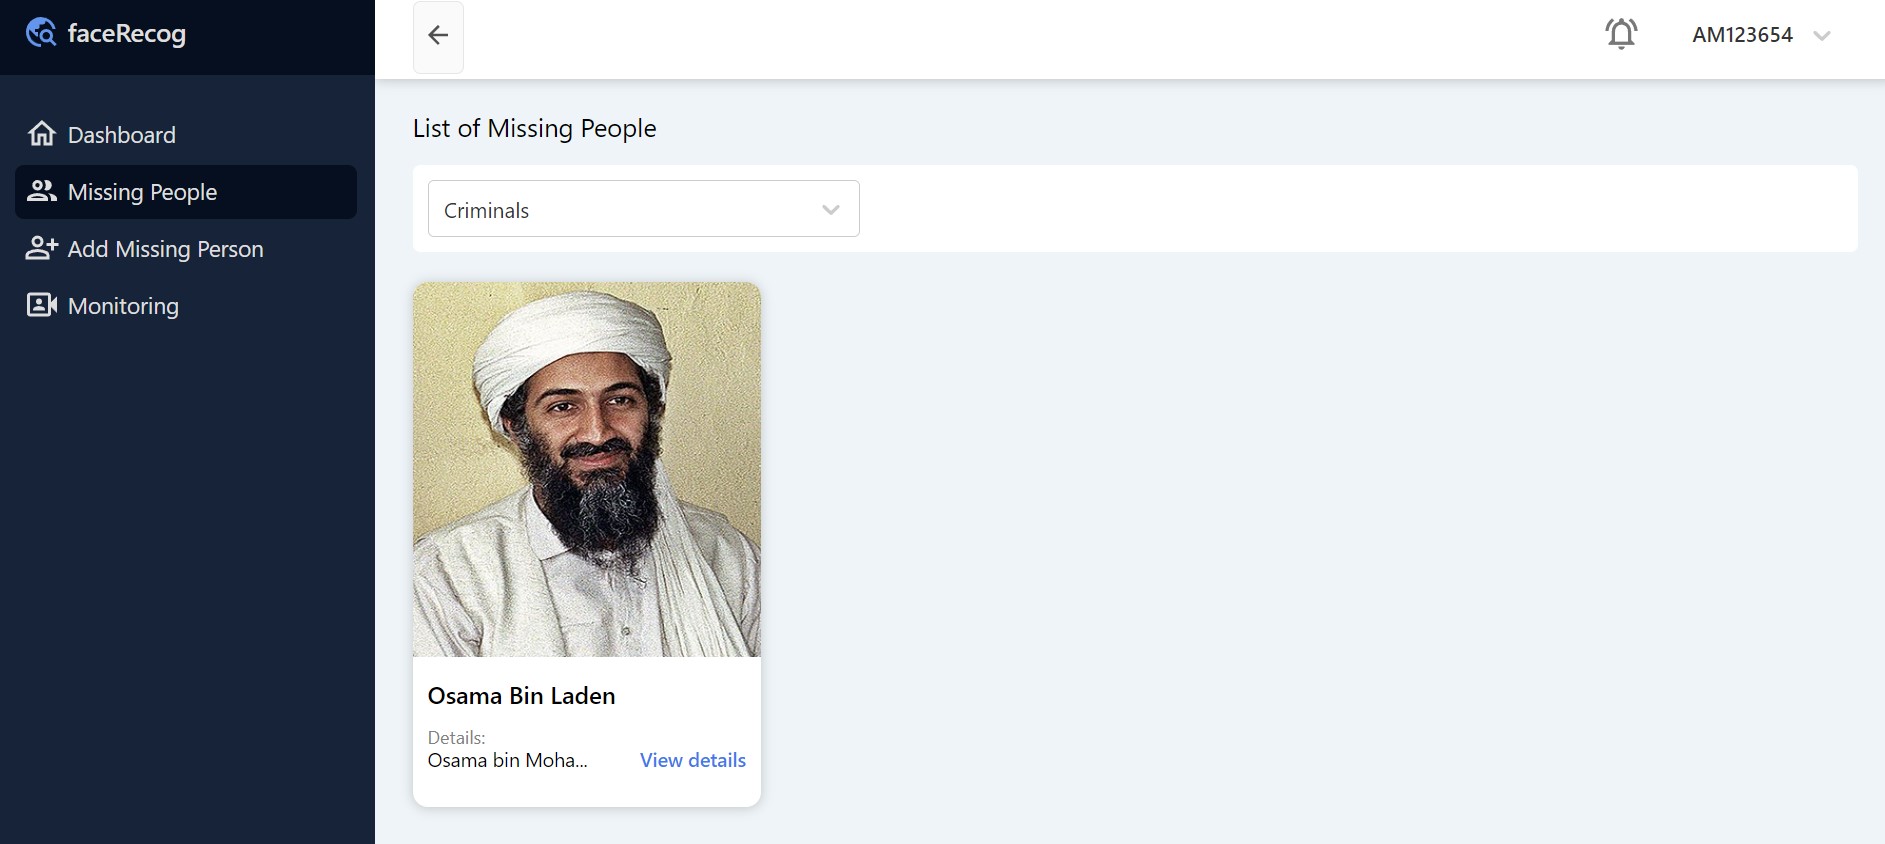 faceRecog
AM123654
Dashboard
Missing People
Add Missing Person
Monitoring
List of Missing People
Criminals
Osama Bin Laden
Details:
Osama bin Moha...
View details